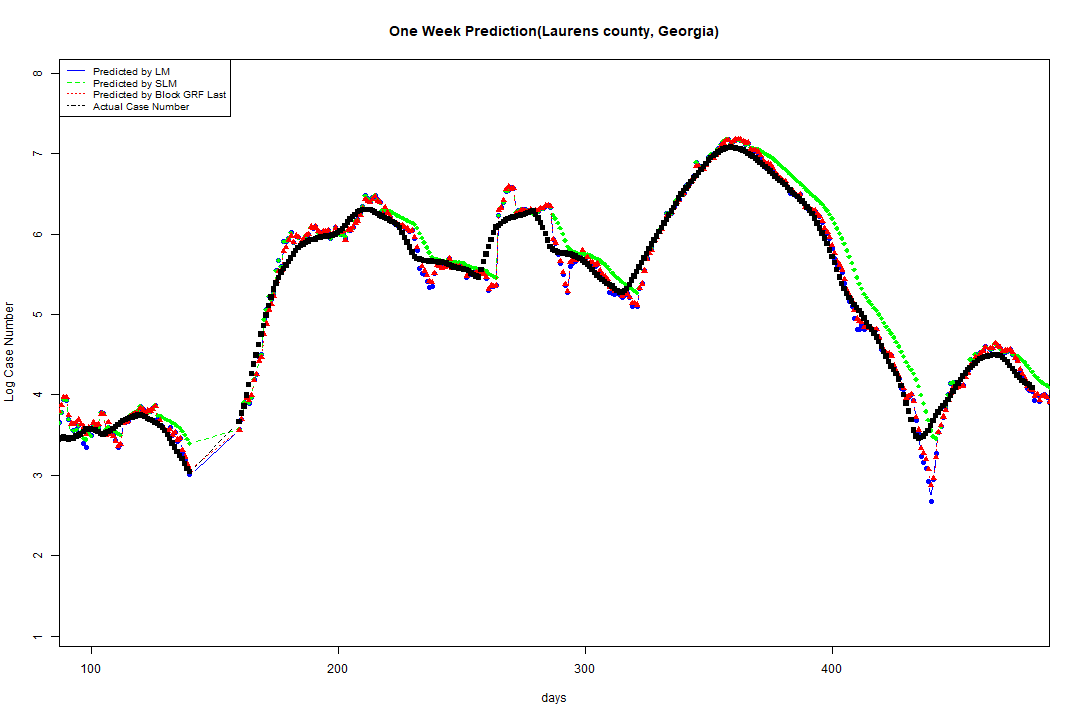 One Week Prediction(Laurens county, Georgia)
Predicted by LM
Predicted by SLM
Predicted by Block GRF Last
Actual Case Number
8
7
6
5
4
3
2
1
Log Case Number
100 200 300 400
days